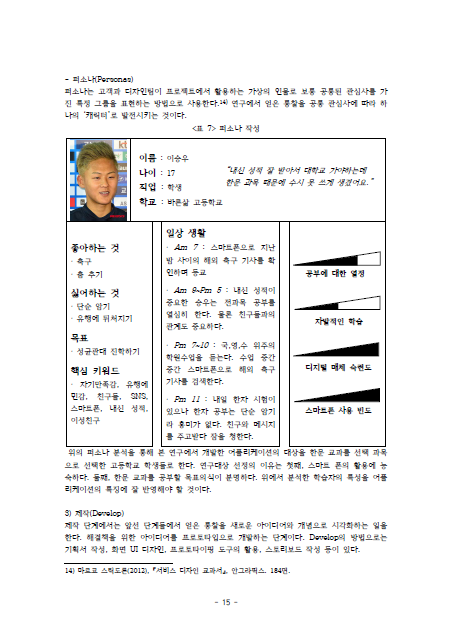 - 피소나(Personas)
피소나는 고객과 디자인팀이 프로젝트에서 활용하는 가상의 인물로 보통 공통된 관심사를 가
진 특정 그룹을 표현하는 방법으로 사용한다.14) 연구에서 얻은 통찰을 공통 관심사에 따라 하
나의 '캐릭터'로 발전시키는 것이다.
<표 7> 피소나 작성
이름 : 이승우
나이 : 17
직업 : 학생
학교 : 바른삶 고등학교
"내신 성적 잘 받아서 대학교 가야하는데
한문 과목 때문에 수시 못 쓰게 생겼어요."
좋아하는 것
· 축구
· 춤 추기
싫어하는 것
· 단순 암기
· 유행에 뒤쳐지기
목표
· 성균관대 진학하기
핵심 키워드
· 자기만족감, 유행에
민감, 친구들, SNS,
스마트폰, 내신 성적,
이성친구
일상 생활
· Am 7 : 스마트폰으로 지난
밤 사이의 해외 축구 기사를 확
인하며 등교
· Am 9~Pm 5 : 내신 성적이
중요한 승우는 전과목 공부를
열심히 한다. 물론 친구들과의
관계도 중요하다.
· Pm 7~10 : 국,영,수 위주의
학원수업을 듣는다. 수업 중간
중간 스마트폰으로 해외 축구
기사를 검색한다.
· Pm 11 : 내일 한자 시험이
있으나 한자 공부는 단순 암기
라 흥미가 없다. 친구와 메시지
를 주고받다 잠을 청한다.
공부에 대한 열정
자발적인 학습
디지털 매체 숙련도
스마트폰 사용 빈도
위의 피소나 분석을 통해 본 연구에서 개발한 어플리케이션의 대상을 한문 교과를 선택 과목
으로 선택한 고등학교 학생들로 한다. 연구대상 선정의 이유는 첫째, 스마트 폰의 활용에 능
숙하다. 둘째, 한문 교과를 공부할 목표의식이 분명하다. 위에서 분석한 학습자의 특성을 어플
리케이션의 특징에 잘 반영해야 할 것이다.
3) 제작(Develop)
제작 단계에서는 앞선 단계들에서 얻은 통찰을 새로운 아이디어와 개념으로 시각화하는 일을
한다. 해결책을 위한 아이디어를 프로토타입으로 개발하는 단계이다. Develop의 방법으로는
기획서 작성, 화면 UI 디자인, 프로토타이핑 도구의 활용, 스토리보드 작성 등이 있다.
14) 마르코 스틱도른(2012), 『서비스 디자인 교과서』, 안그라픽스. 184면.
- 15 -